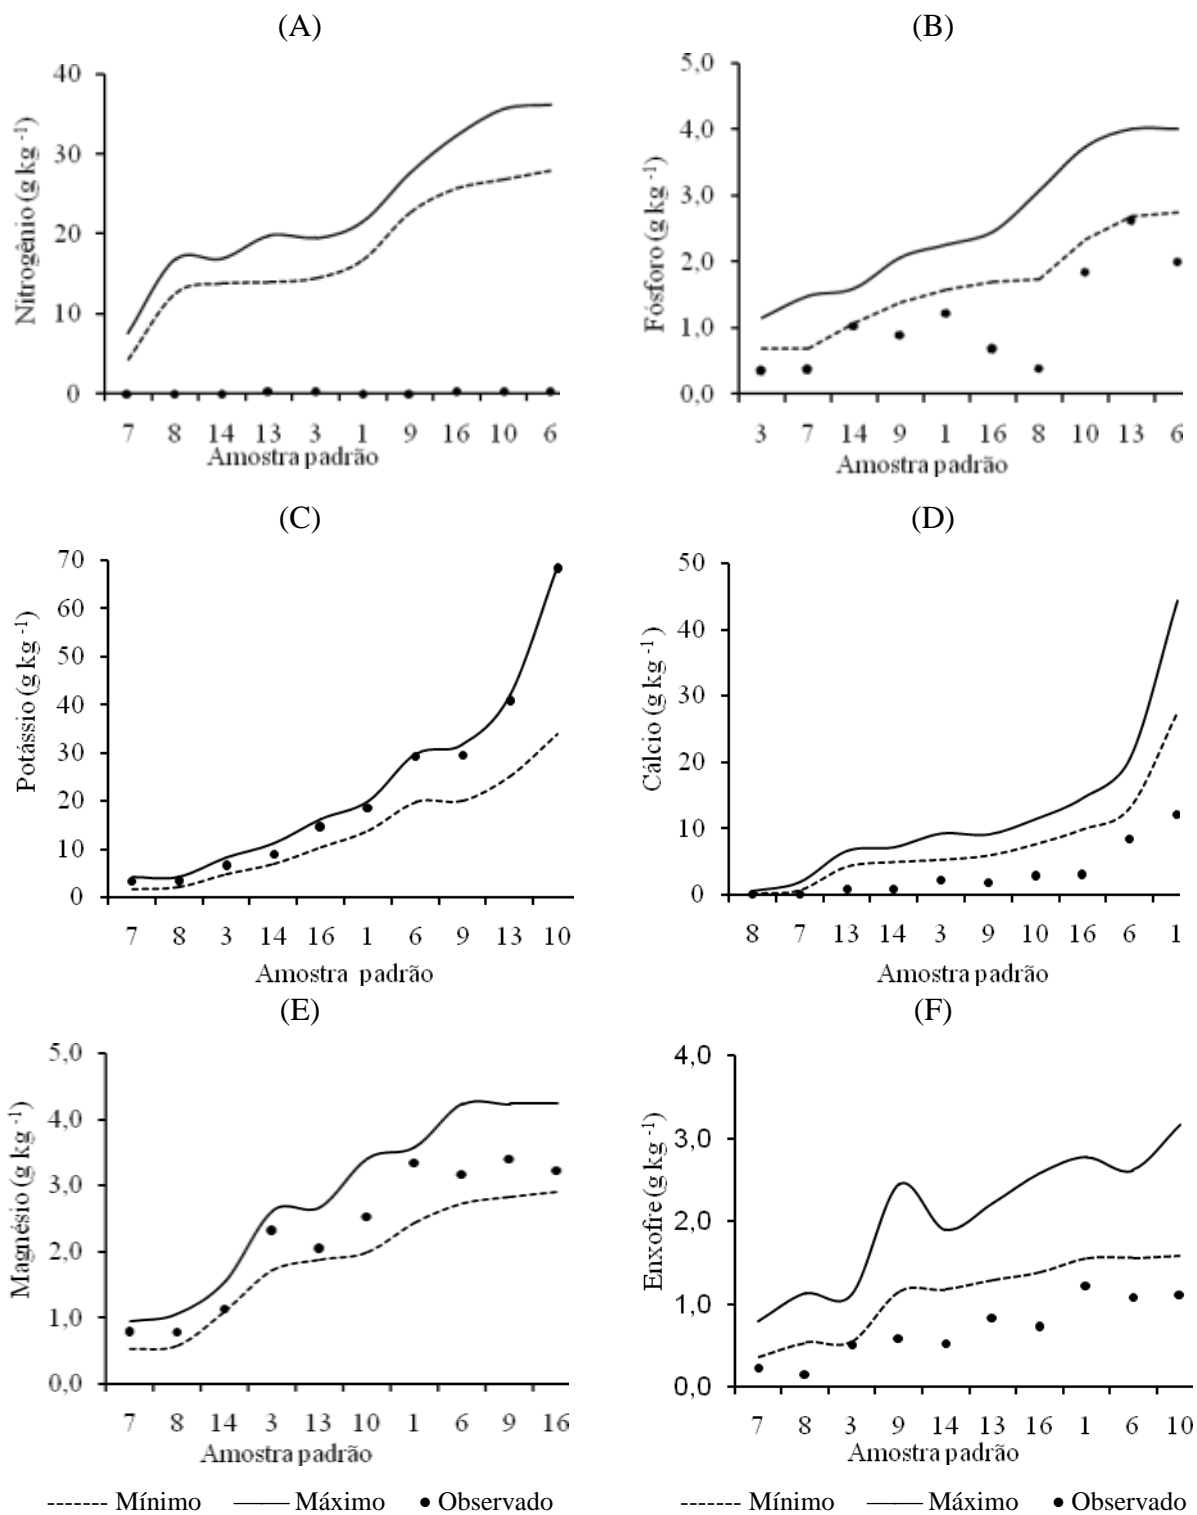 (A)
Nitrogênio (g kg⁻¹)
40
30
20
10
0
7 8 14 13 3 1 9 16 10 6
Amostra padrão
(B)
Fósforo (g kg⁻¹)
5,0
4,0
3,0
2,0
1,0
0,0
3 7 14 9 1 16 8 10 13 6
Amostra padrão
(C)
Potássio (g kg⁻¹)
70
60
50
40
30
20
10
0
7 8 3 14 16 1 6 9 13 10
Amostra padrão
(D)
Cálcio (g kg⁻¹)
50
40
30
20
10
0
8 7 13 14 3 9 10 16 6 1
Amostra padrão
(E)
Magnésio (g kg⁻¹)
5,0
4,0
3,0
2,0
1,0
0,0
7 8 14 3 13 10 1 6 9 16
Amostra padrão
(F)
Enxofre (g kg⁻¹)
4,0
3,0
2,0
1,0
0,0
7 8 3 9 14 13 16 1 6 10
Amostra padrão
Mínimo Máximo Observado
Mínimo Máximo Observado